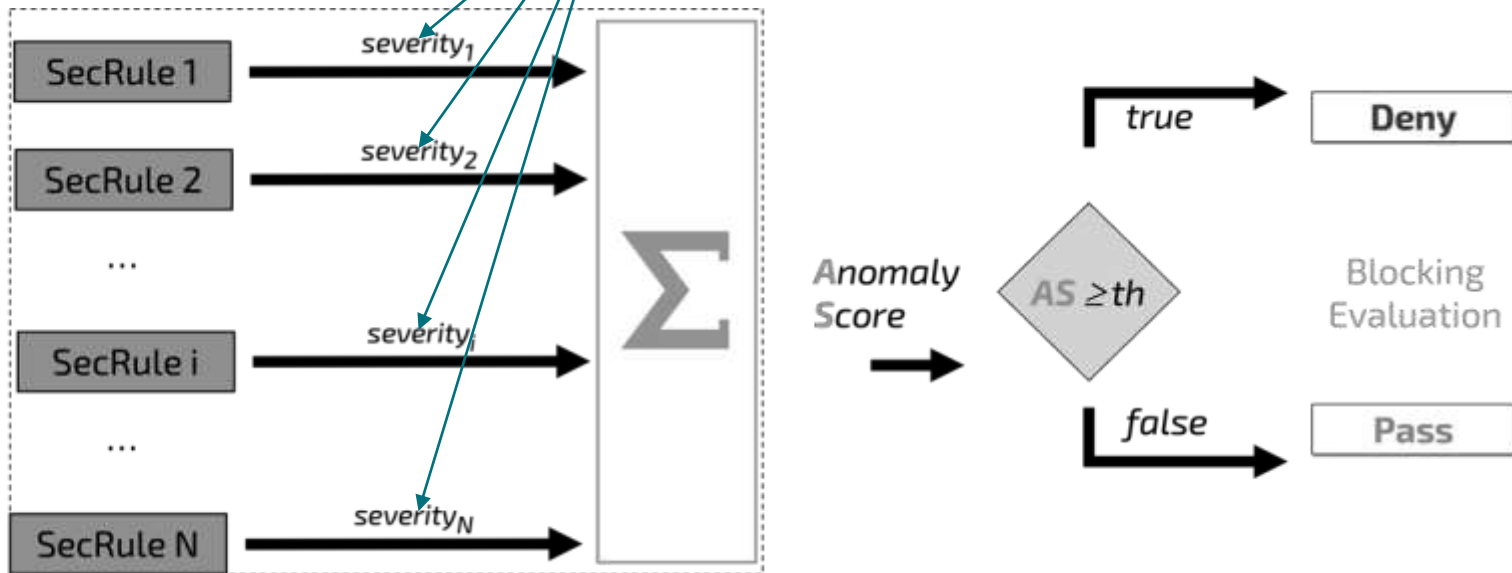 SecRule 1
severity₁
SecRule 2
severity₂
...
SecRule i
severityᵢ
...
SecRule N
severity_N
Σ
Anomaly
Score
AS ≥th
true
false
Deny
Blocking
Evaluation
Pass